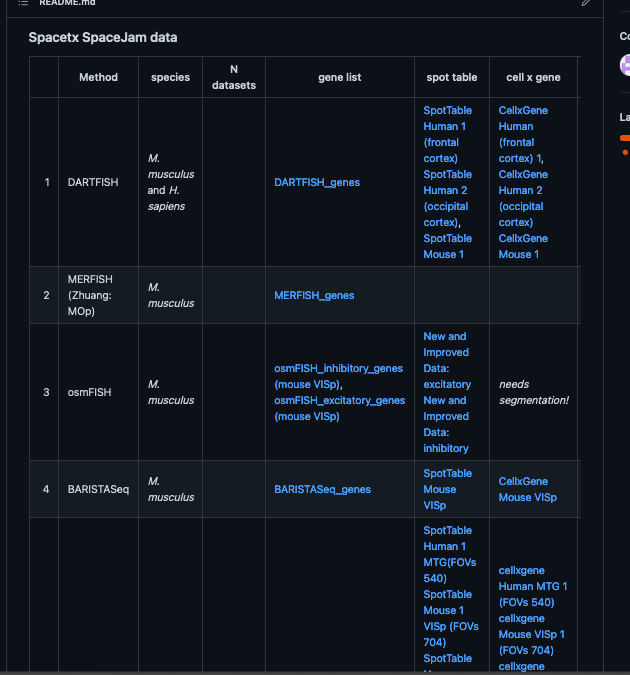 README.md
Spacetx SpaceJam data
Method
species
N
datasets
gene list
spot table
cell x gene
1
DARTFISH
M.
musculus
and H.
sapiens
DARTFISH_genes
SpotTable
Human 1
(frontal
cortex)
SpotTable
Human 2
(occipital
cortex),
SpotTable
Mouse 1
CellxGene
Human
(frontal
cortex) 1,
CellxGene
Human 2
(occipital
cortex)
CellxGene
Mouse 1
2
MERFISH
(Zhuang:
MOp)
M.
musculus
MERFISH_genes
3
osmFISH
M.
musculus
osmFISH_inhibitory_genes
(mouse VISp),
osmFISH_excitatory_genes
(mouse VISp)
New and
Improved
Data:
excitatory
New and
Improved
Data:
inhibitory
needs
segmentation!
4
BARISTASeq
M.
musculus
BARISTASeq_genes
SpotTable
Mouse
VISp
CellxGene
Mouse VISp
SpotTable
Human 1
MTG(FOVs
540)
SpotTable
Mouse 1
VISp (FOVs
704)
SpotTable
cellxgene
Human MTG 1
(FOVs 540)
cellxgene
Mouse VISp 1
(FOVs 704)
cellxgene
Co
La